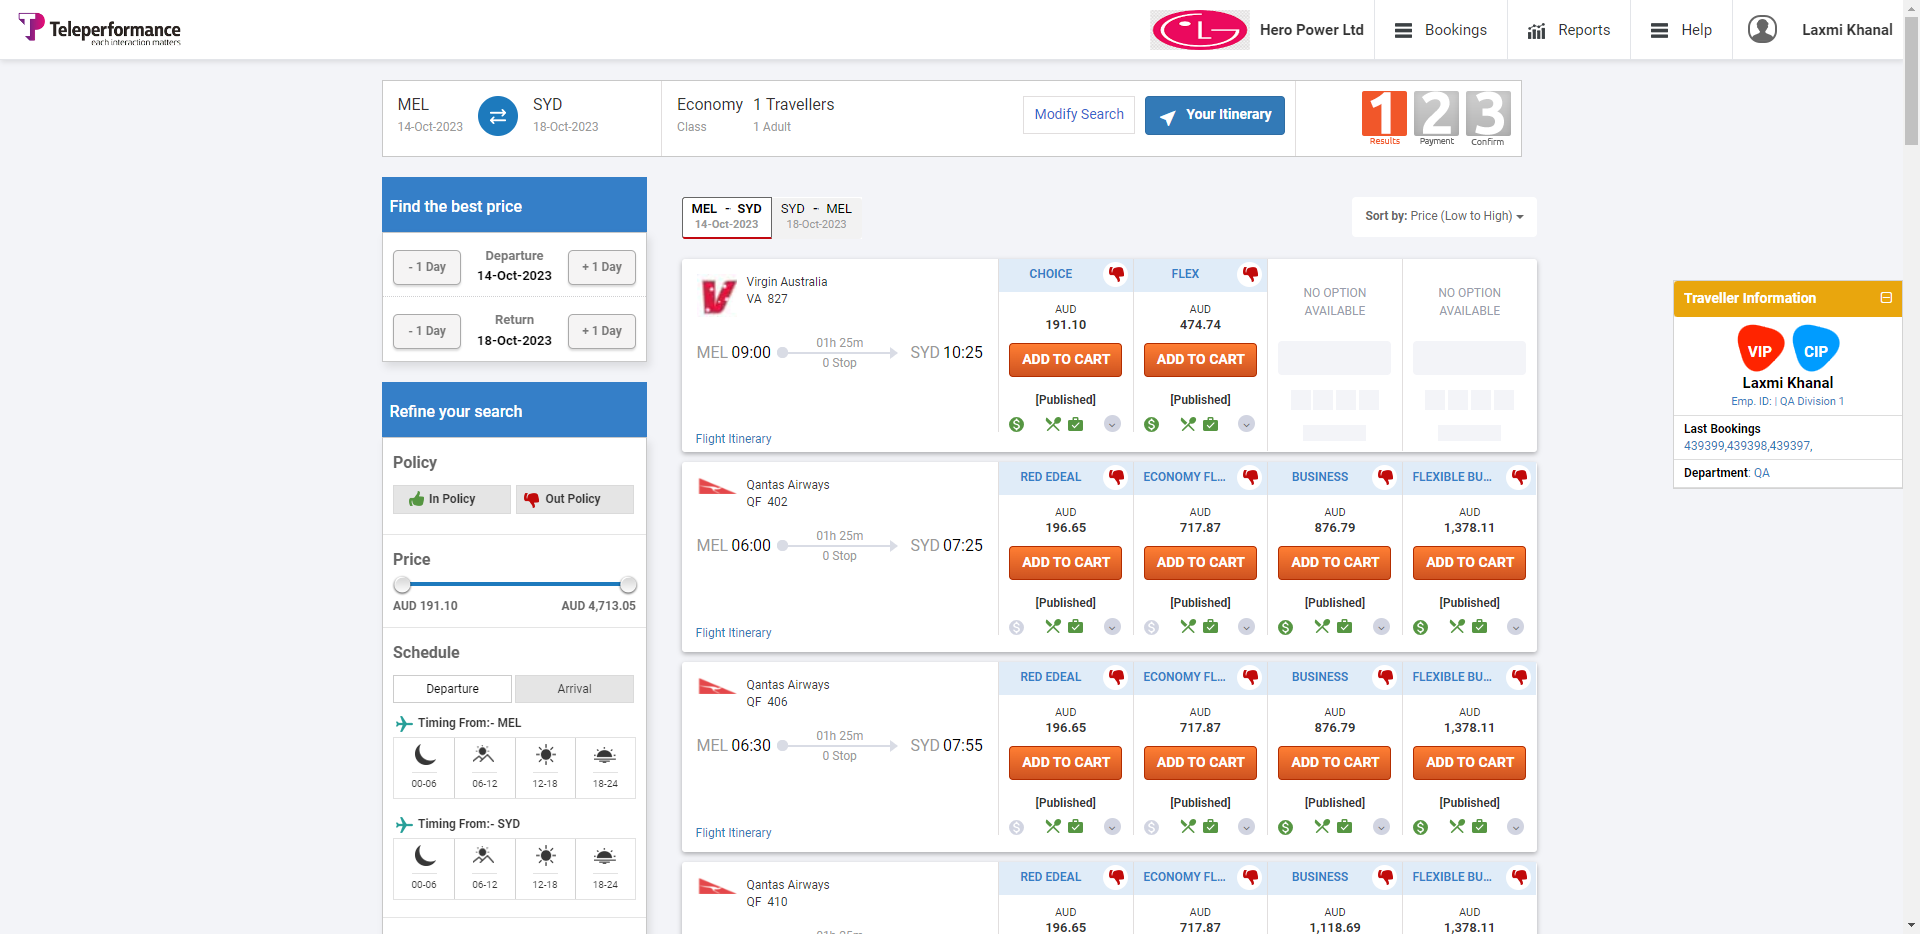 Teleperformance
each interaction matters
LG
Hero Power Ltd
Bookings
Reports
Help
Laxmi Khanal
MEL
14-Oct-2023
SYD
18-Oct-2023
Economy
Class
1 Travellers
1 Adult
Modify Search
Your Itinerary
1 2 3
Results Payment Confirm
Find the best price
- 1 Day
Departure
14-Oct-2023
+ 1 Day
- 1 Day
Return
18-Oct-2023
+ 1 Day
Refine your search
Policy
In Policy
Out Policy
Price
AUD 191.10 AUD 4,713.05
Schedule
Departure Arrival
Timing From:- MEL
00-06 06-12 12-18 18-24
Timing From:- SYD
00-06 06-12 12-18 18-24
MEL - SYD
14-Oct-2023
SYD - MEL
18-Oct-2023
Sort by: Price (Low to High)
Virgin Australia
VA 827
MEL 09:00
01h 25m
0 Stop
SYD 10:25
Flight Itinerary
CHOICE
AUD
191.10
ADD TO CART
[Published]
FLEX
AUD
474.74
ADD TO CART
[Published]
NO OPTION
AVAILABLE
NO OPTION
AVAILABLE
Qantas Airways
QF 402
MEL 06:00
01h 25m
0 Stop
SYD 07:25
Flight Itinerary
RED EDEAL
AUD
196.65
ADD TO CART
[Published]
ECONOMY FL...
AUD
717.87
ADD TO CART
[Published]
BUSINESS
AUD
876.79
ADD TO CART
[Published]
FLEXIBLE BU...
AUD
1,378.11
ADD TO CART
[Published]
Qantas Airways
QF 406
MEL 06:30
01h 25m
0 Stop
SYD 07:55
Flight Itinerary
RED EDEAL
AUD
196.65
ADD TO CART
[Published]
ECONOMY FL...
AUD
717.87
ADD TO CART
[Published]
BUSINESS
AUD
876.79
ADD TO CART
[Published]
FLEXIBLE BU...
AUD
1,378.11
ADD TO CART
[Published]
Qantas Airways
QF 410
RED EDEAL
AUD
196.65
ECONOMY FL...
AUD
717.87
BUSINESS
AUD
1,118.69
FLEXIBLE BU...
AUD
1,378.11
Traveller Information
VIP CIP
Laxmi Khanal
Emp. ID: | QA Division 1
Last Bookings
439399,439398,439397,
Department: QA